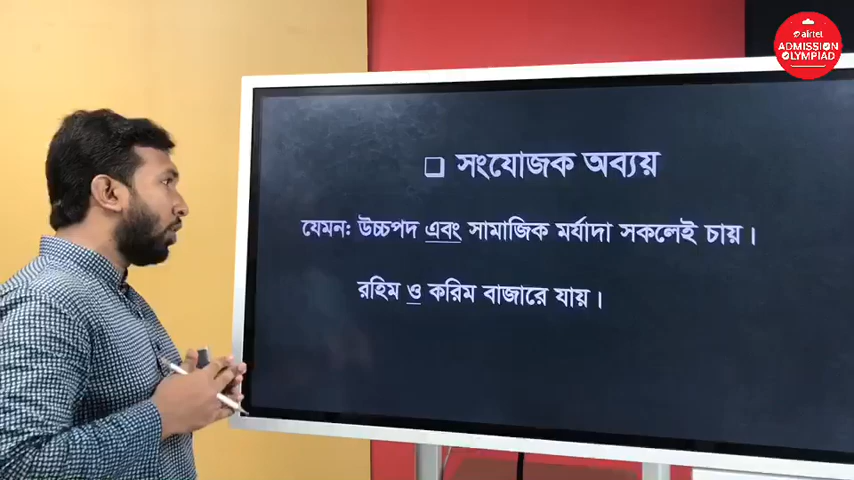 airtel
ADMISSION
OLYMPIAD
সংযোজক অব্যয়
যেমন: উচ্চপদ এবং সামাজিক মর্যাদা সকলেই চায়।
রহিম ও করিম বাজারে যায়।